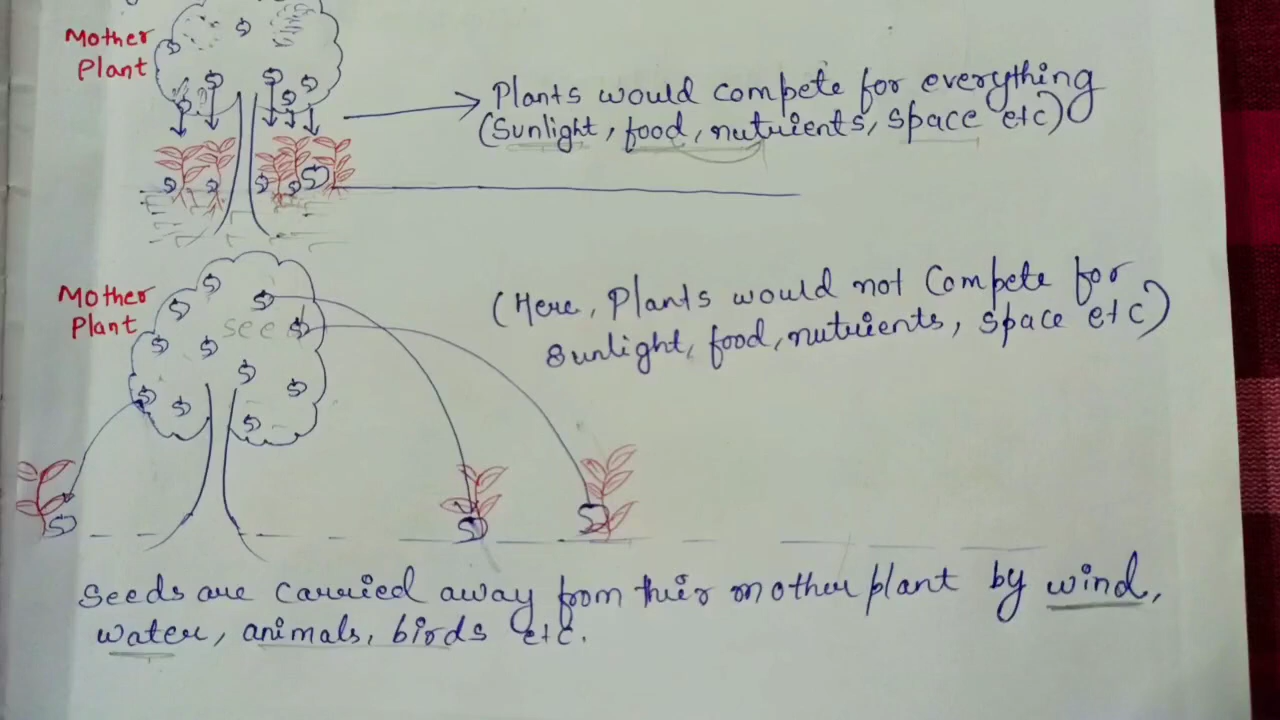 Mother
Plant
Plants would compete for everything
(Sunlight, food, nutrients, space etc)
Mother
Plant
see
(Here, Plants would not compete for
Sunlight, food, nutrients, space etc)
Seeds are carried away from their mother plant by wind,
water, animals, birds etc.